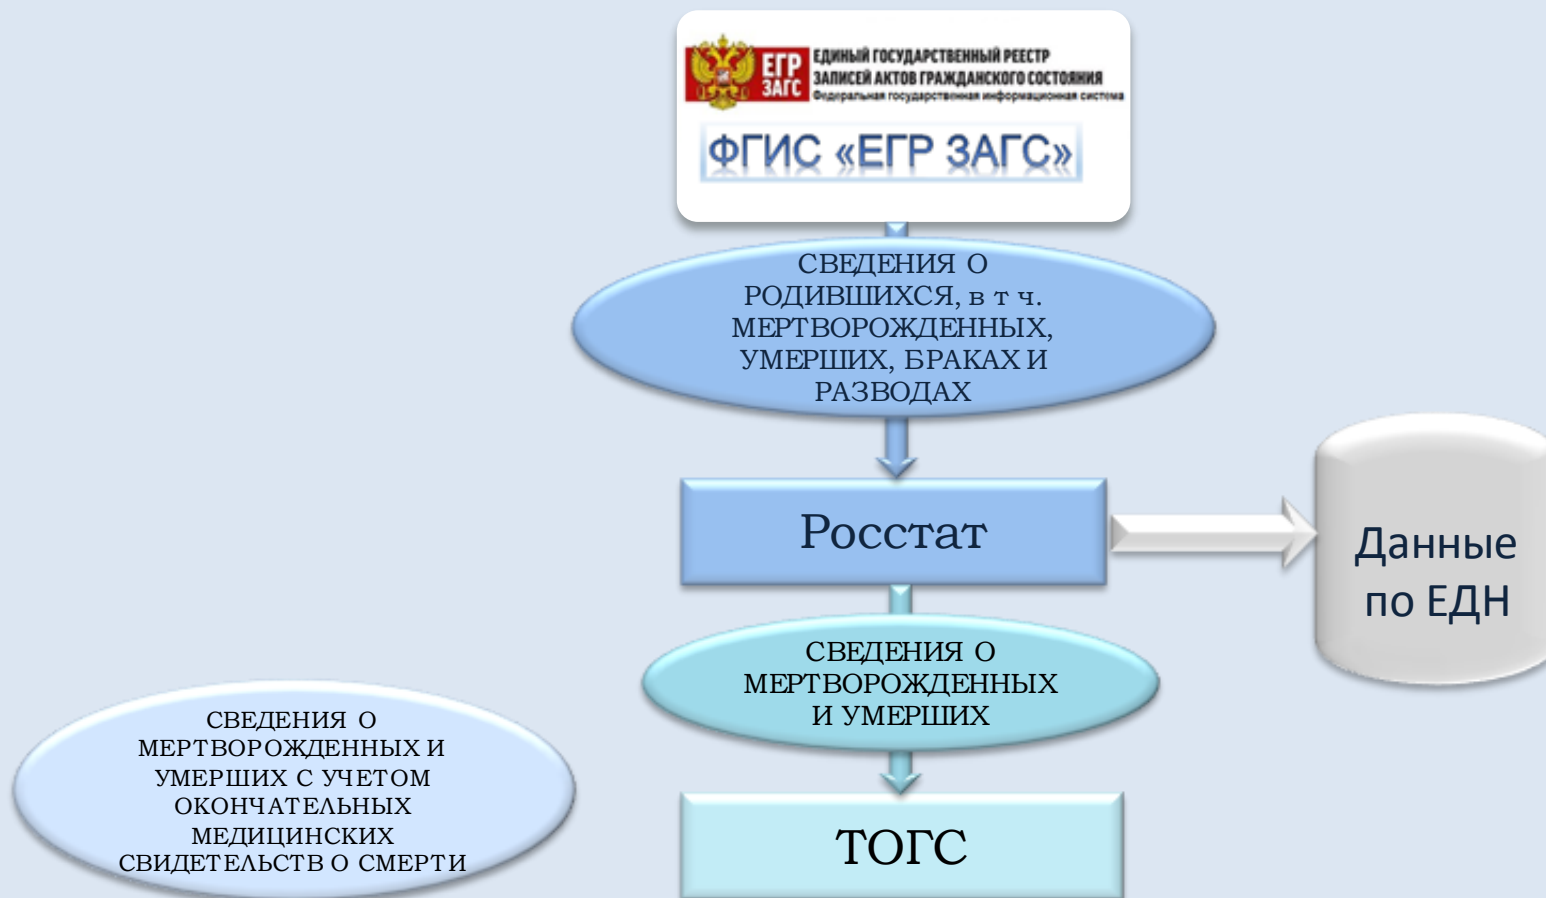 ЕГР
ЗАГС
ЕДИНЫЙ ГОСУДАРСТВЕННЫЙ РЕЕСТР
ЗАПИСЕЙ АКТОВ ГРАЖДАНСКОГО СОСТОЯНИЯ
Федеральная государственная информационная система
ФГИС «ЕГР ЗАГС»
СВЕДЕНИЯ О
РОДИВШИХСЯ, в т ч.
МЕРТВОРОЖДЕННЫХ,
УМЕРШИХ, БРАКАХ И
РАЗВОДАХ
Росстат
Данные
по ЕДН
СВЕДЕНИЯ О
МЕРТВОРОЖДЕННЫХ
И УМЕРШИХ
СВЕДЕНИЯ О
МЕРТВОРОЖДЕННЫХ И
УМЕРШИХ С УЧЕТОМ
ОКОНЧАТЕЛЬНЫХ
МЕДИЦИНСКИХ
СВИДЕТЕЛЬСТВ О СМЕРТИ
ТОГС